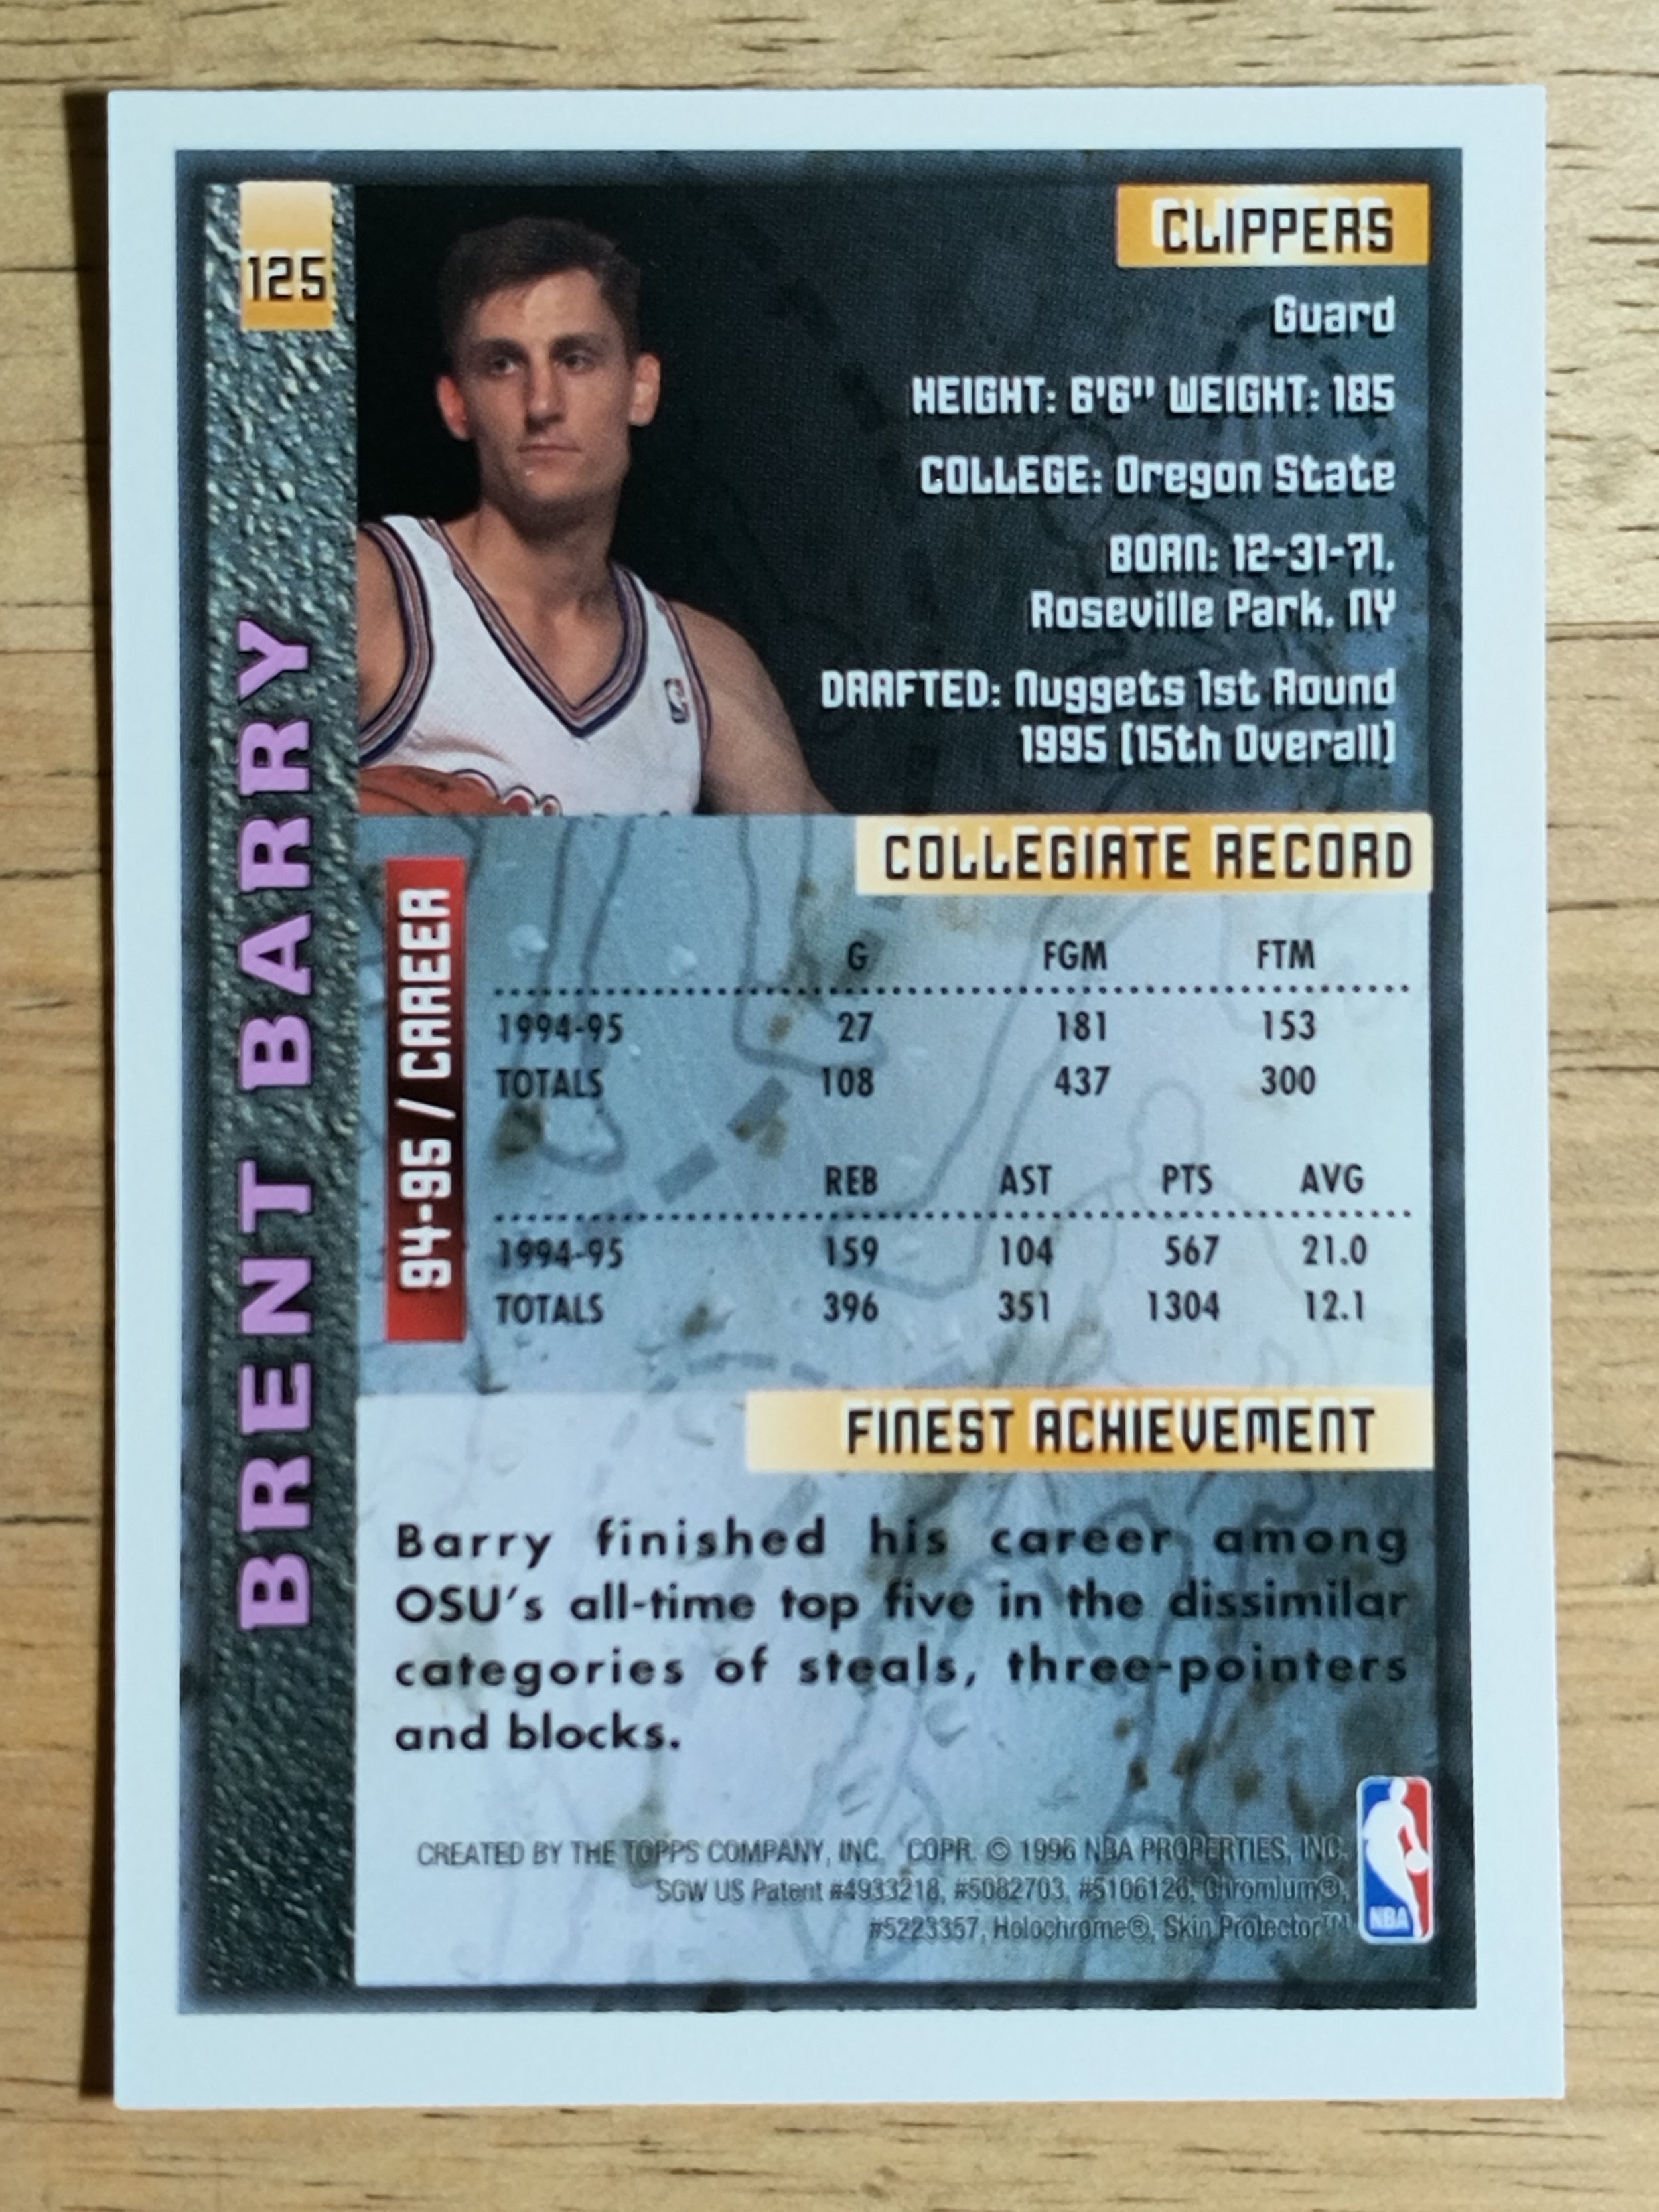 125
BRENT BARRY
CLIPPERS
Guard
HEIGHT: 6'6" WEIGHT: 185
COLLEGE: Oregon State
BORN: 12-31-71,
Roseville Park, NY
DRAFTED: Nuggets 1st Round
1995 (15th Overall)
COLLEGIATE RECORD
94-95 / CAREER
G FGM FTM
1994-95 27 181 153
TOTALS 108 437 300
REB AST PTS AVG
1994-95 159 104 567 21.0
TOTALS 396 351 1304 12.1
FINEST ACHIEVEMENT
Barry finished his career among
OSU's all-time top five in the dissimilar
categories of steals, three-pointers
and blocks.
CREATED BY THE TOPPS COMPANY, INC. COPR. © 1996 NBA PROPERTIES, INC.
SGW US Patent #4933218, #5082703, #5106126, Chromium®,
#5223357, Holochrome®, Skin Protector™
NBA